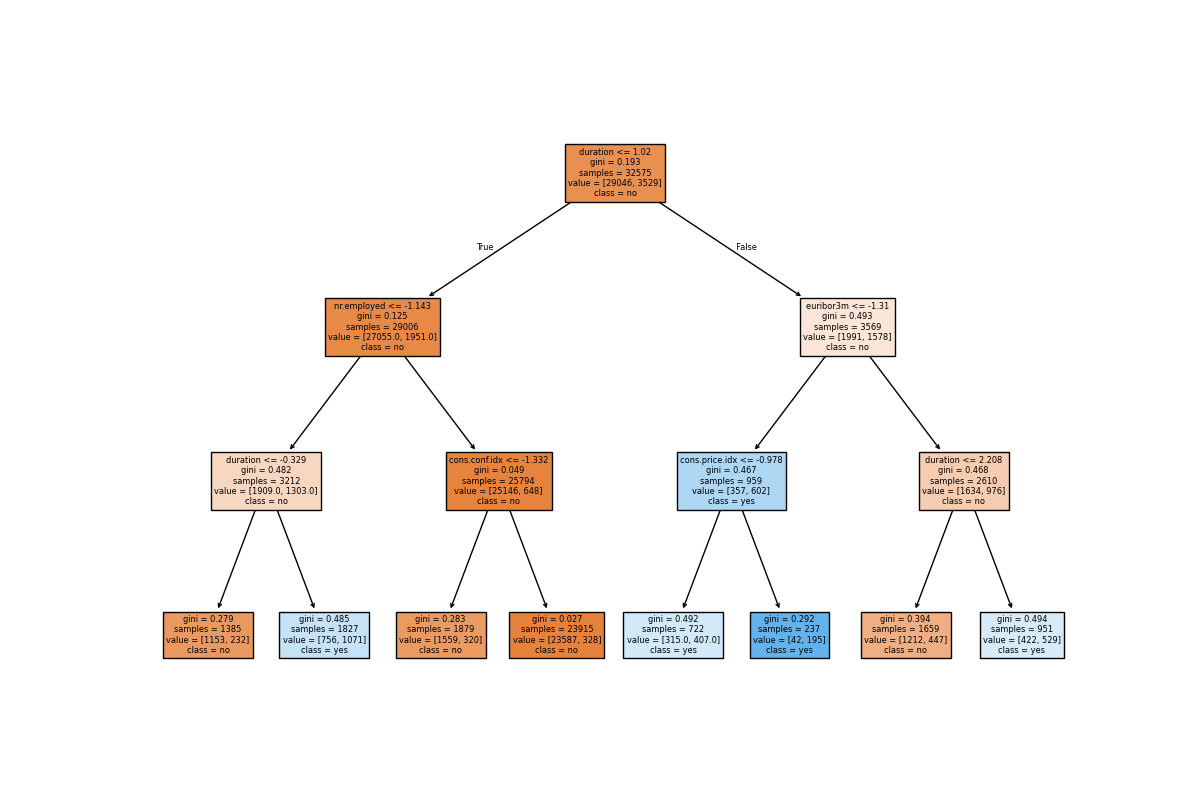 duration <= 1.02
gini = 0.193
samples = 32575
value = [29046, 3529]
class = no
True
False
nr.employed <= -1.143
gini = 0.125
samples = 29006
value = [27055.0, 1951.0]
class = no
euribor3m <= -1.31
gini = 0.493
samples = 3569
value = [1991, 1578]
class = no
duration <= -0.329
gini = 0.482
samples = 3212
value = [1909.0, 1303.0]
class = no
cons.conf.idx <= -1.332
gini = 0.049
samples = 25794
value = [25146, 648]
class = no
cons.price.idx <= -0.978
gini = 0.467
samples = 959
value = [357, 602]
class = yes
duration <= 2.208
gini = 0.468
samples = 2610
value = [1634, 976]
class = no
gini = 0.279
samples = 1385
value = [1153, 232]
class = no
gini = 0.485
samples = 1827
value = [756, 1071]
class = yes
gini = 0.283
samples = 1879
value = [1559, 320]
class = no
gini = 0.027
samples = 23915
value = [23587, 328]
class = no
gini = 0.492
samples = 722
value = [315.0, 407.0]
class = yes
gini = 0.292
samples = 237
value = [42, 195]
class = yes
gini = 0.394
samples = 1659
value = [1212, 447]
class = no
gini = 0.494
samples = 951
value = [422, 529]
class = yes